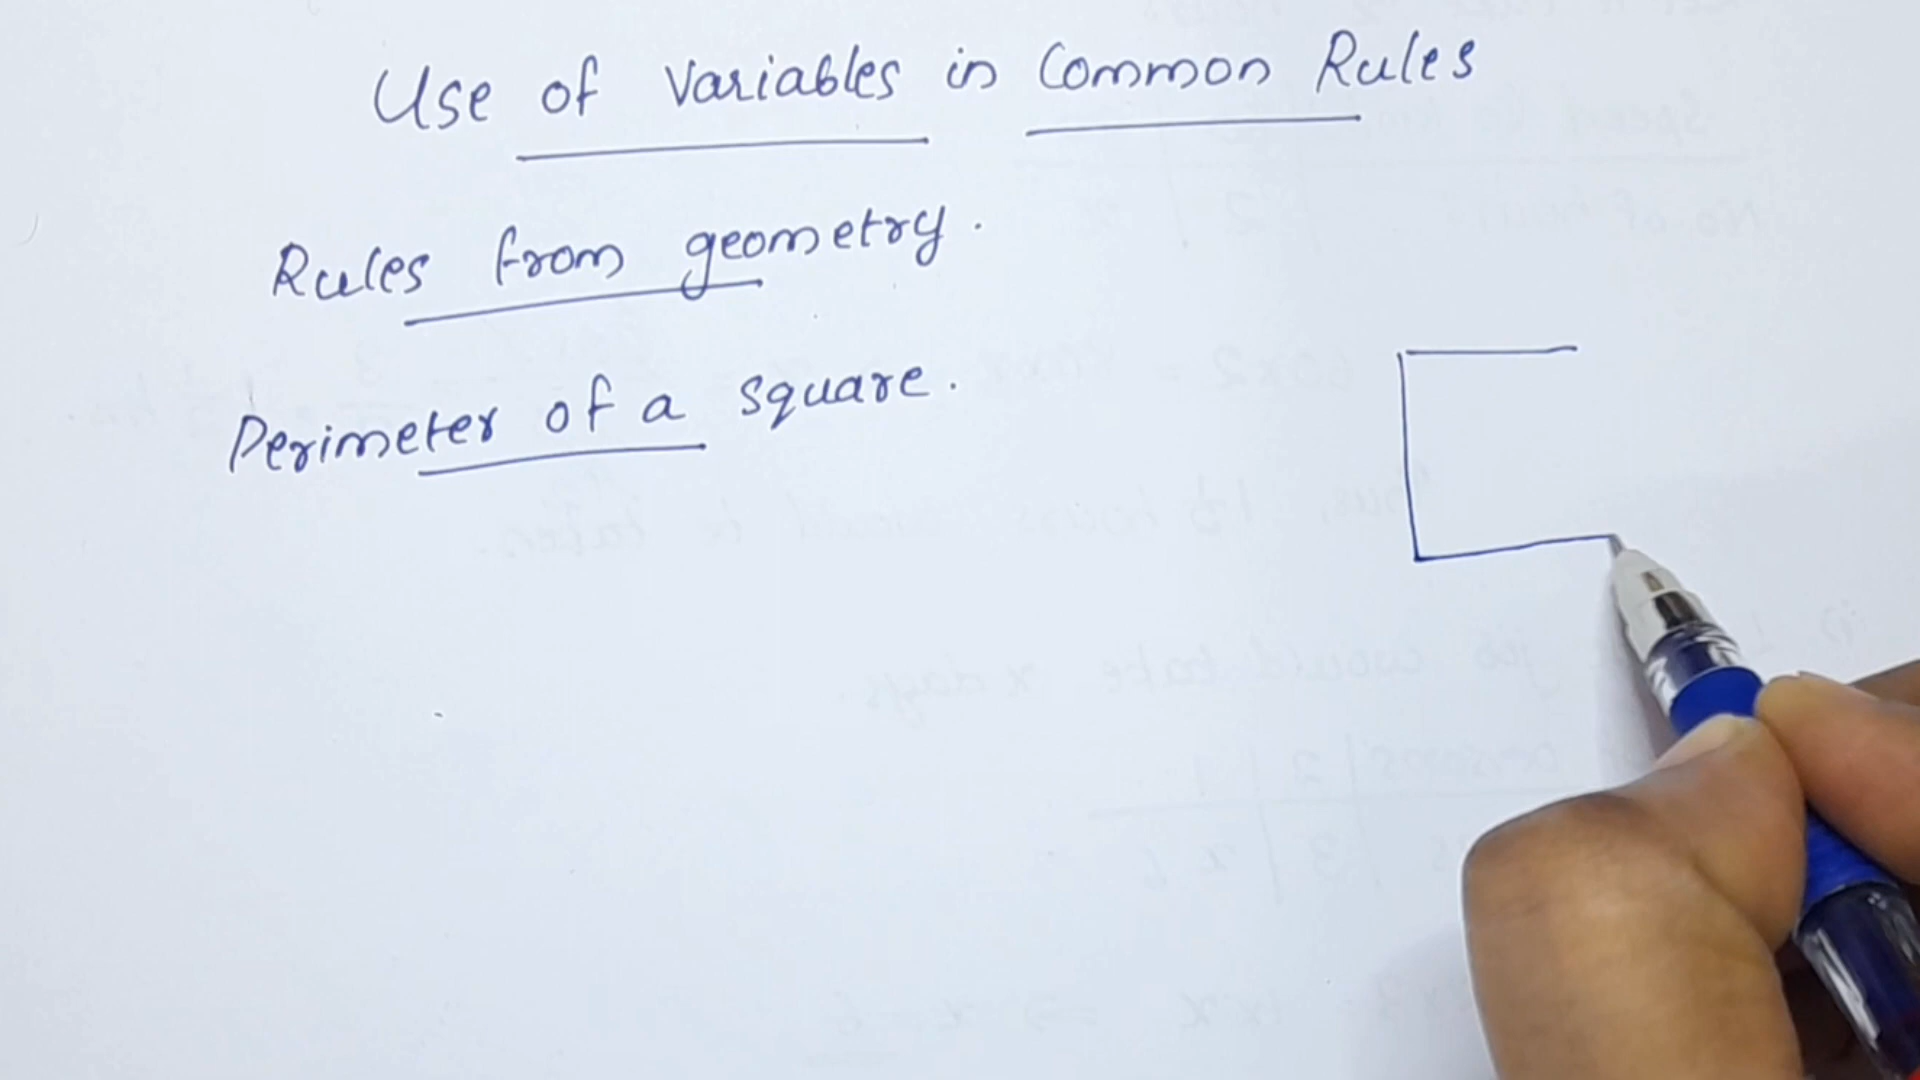 Use of Variables in Common Rules
Rules from geometry.
Perimeter of a square.